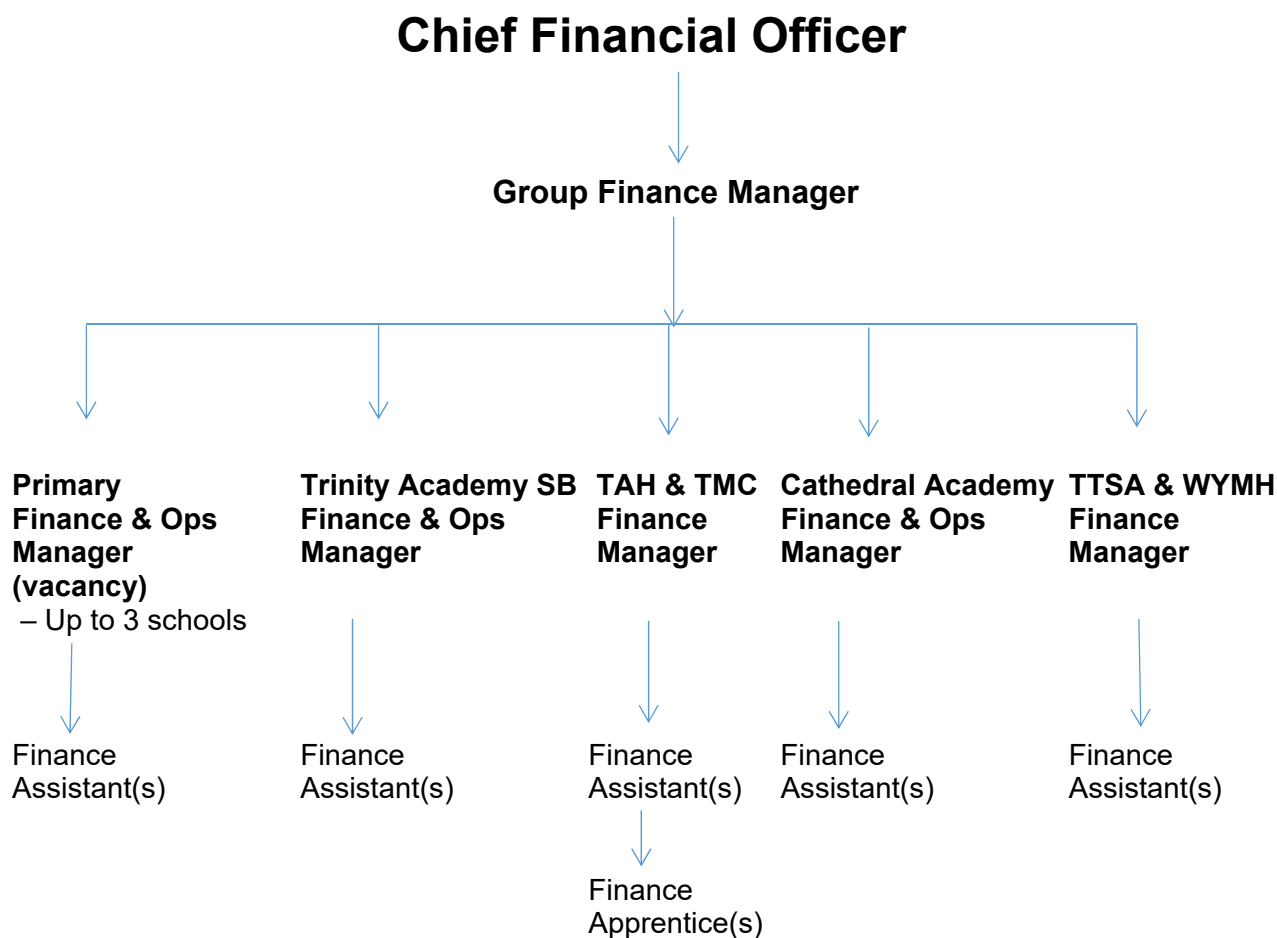 Chief Financial Officer
Group Finance Manager
Primary
Finance & Ops
Manager
(vacancy)
– Up to 3 schools
Trinity Academy SB
Finance & Ops
Manager
TAH & TMC
Finance
Manager
Cathedral Academy
Finance & Ops
Manager
TTSA & WYMH
Finance
Manager
Finance
Assistant(s)
Finance
Assistant(s)
Finance
Assistant(s)
Finance
Assistant(s)
Finance
Assistant(s)
Finance
Apprentice(s)